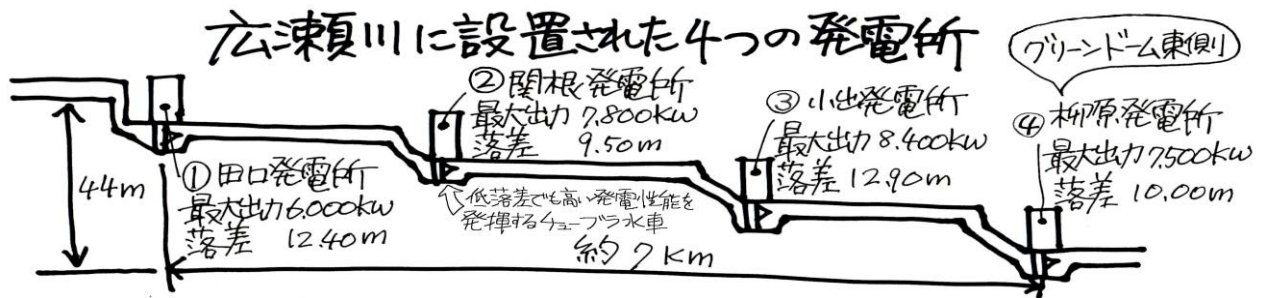 広瀬川に設置された4つの発電所
グリーンドーム東側
44m
①田口発電所
最大出力6.000kw
落差 12.40m
②関根発電所
最大出力7.800kw
落差 9.50m
低落差でも高い発電性能を
発揮するチューブラ水車
③小出発電所
最大出力8.400kw
落差12.90m
④柳原発電所
最大出力7.500kw
落差10.00m
約7km